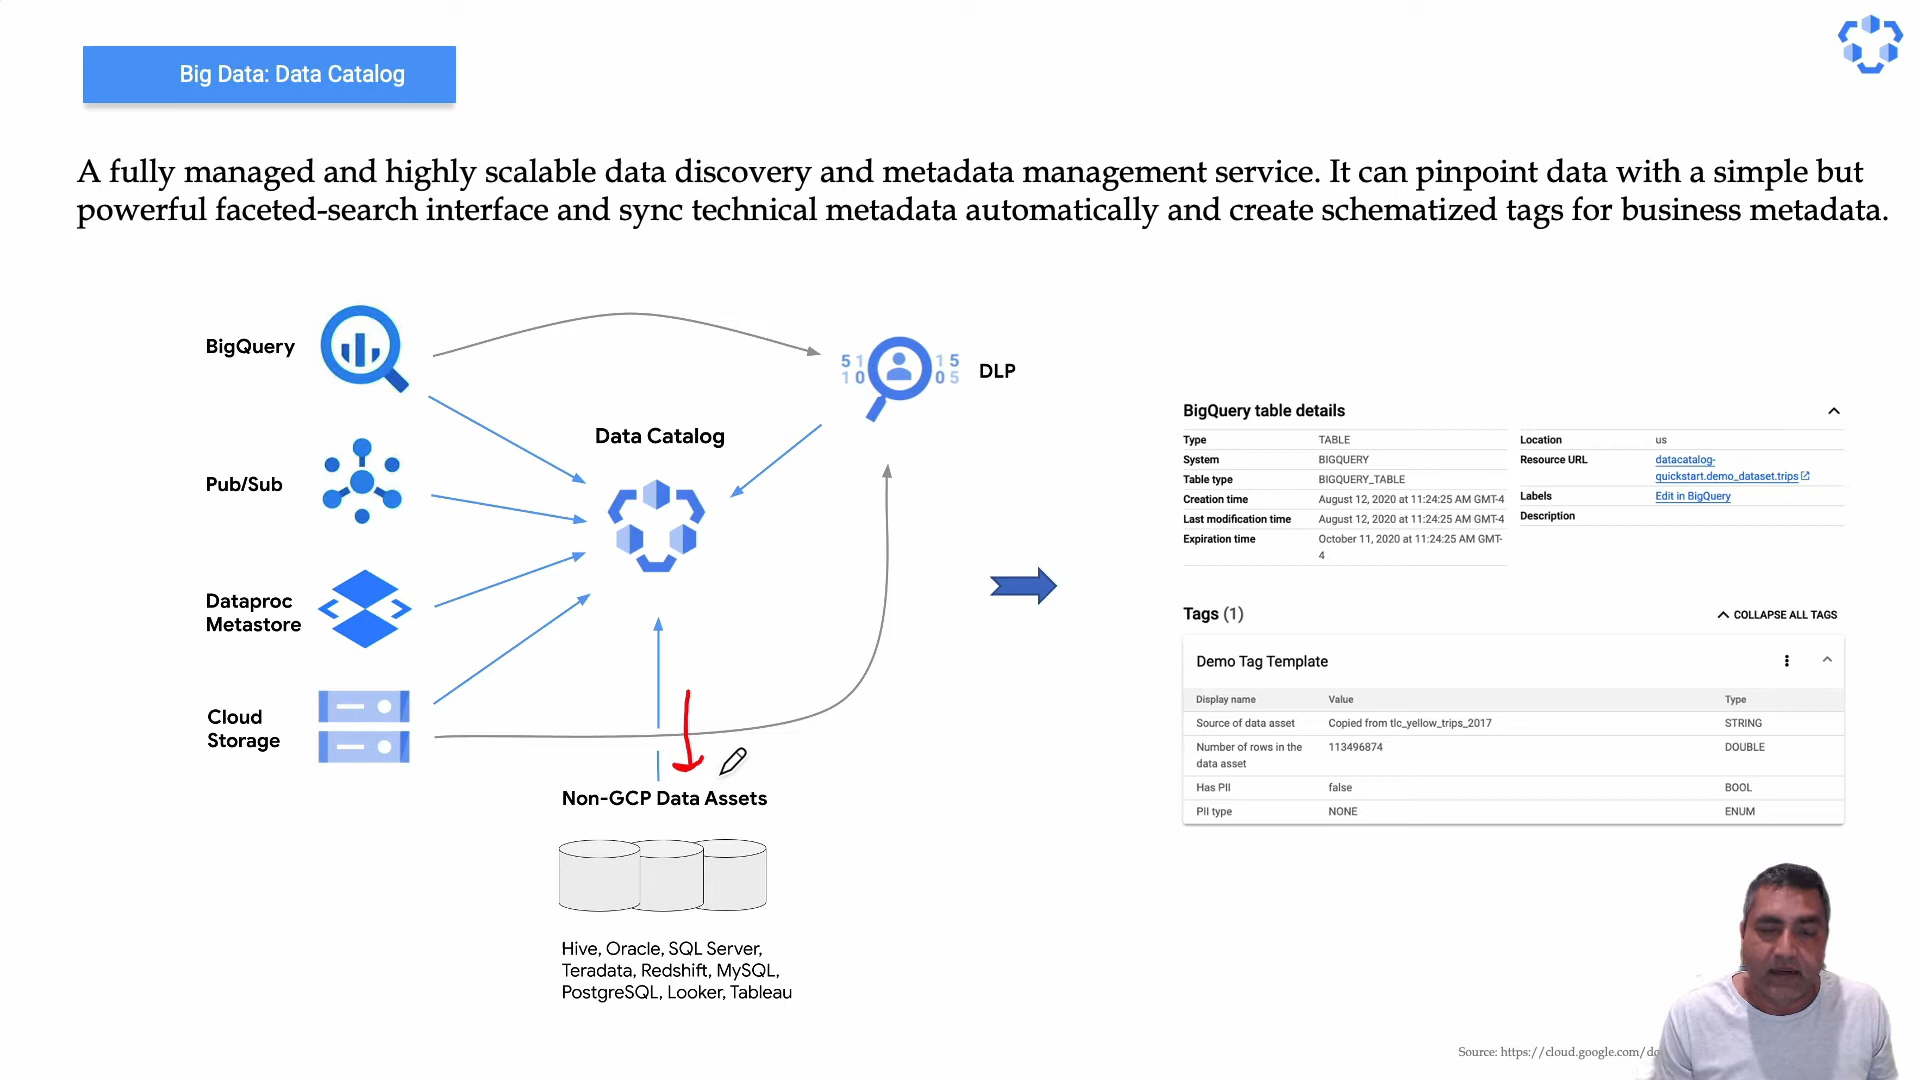 Big Data: Data Catalog
A fully managed and highly scalable data discovery and metadata management service. It can pinpoint data with a simple but
powerful faceted-search interface and sync technical metadata automatically and create schematized tags for business metadata.
BigQuery
Pub/Sub
Dataproc
Metastore
Cloud
Storage
Data Catalog
51
10
15
05
DLP
Non-GCP Data Assets
Hive, Oracle, SQL Server,
Teradata, Redshift, MySQL,
PostgreSQL, Looker, Tableau
BigQuery table details
Type TABLE
System BIGQUERY
Table type BIGQUERY_TABLE
Creation time August 12, 2020 at 11:24:25 AM GMT-4
Last modification time August 12, 2020 at 11:24:25 AM GMT-4
Expiration time October 11, 2020 at 11:24:25 AM GMT-
4
Location us
Resource URL datacatalog-
quickstart.demo_dataset.trips
Labels Edit in BigQuery
Description
Tags (1)
COLLAPSE ALL TAGS
Demo Tag Template
Display name Value Type
Source of data asset Copied from tlc_yellow_trips_2017 STRING
Number of rows in the 113496874 DOUBLE
data asset
Has PII false BOOL
PII type NONE ENUM
Source: https://cloud.google.com/do